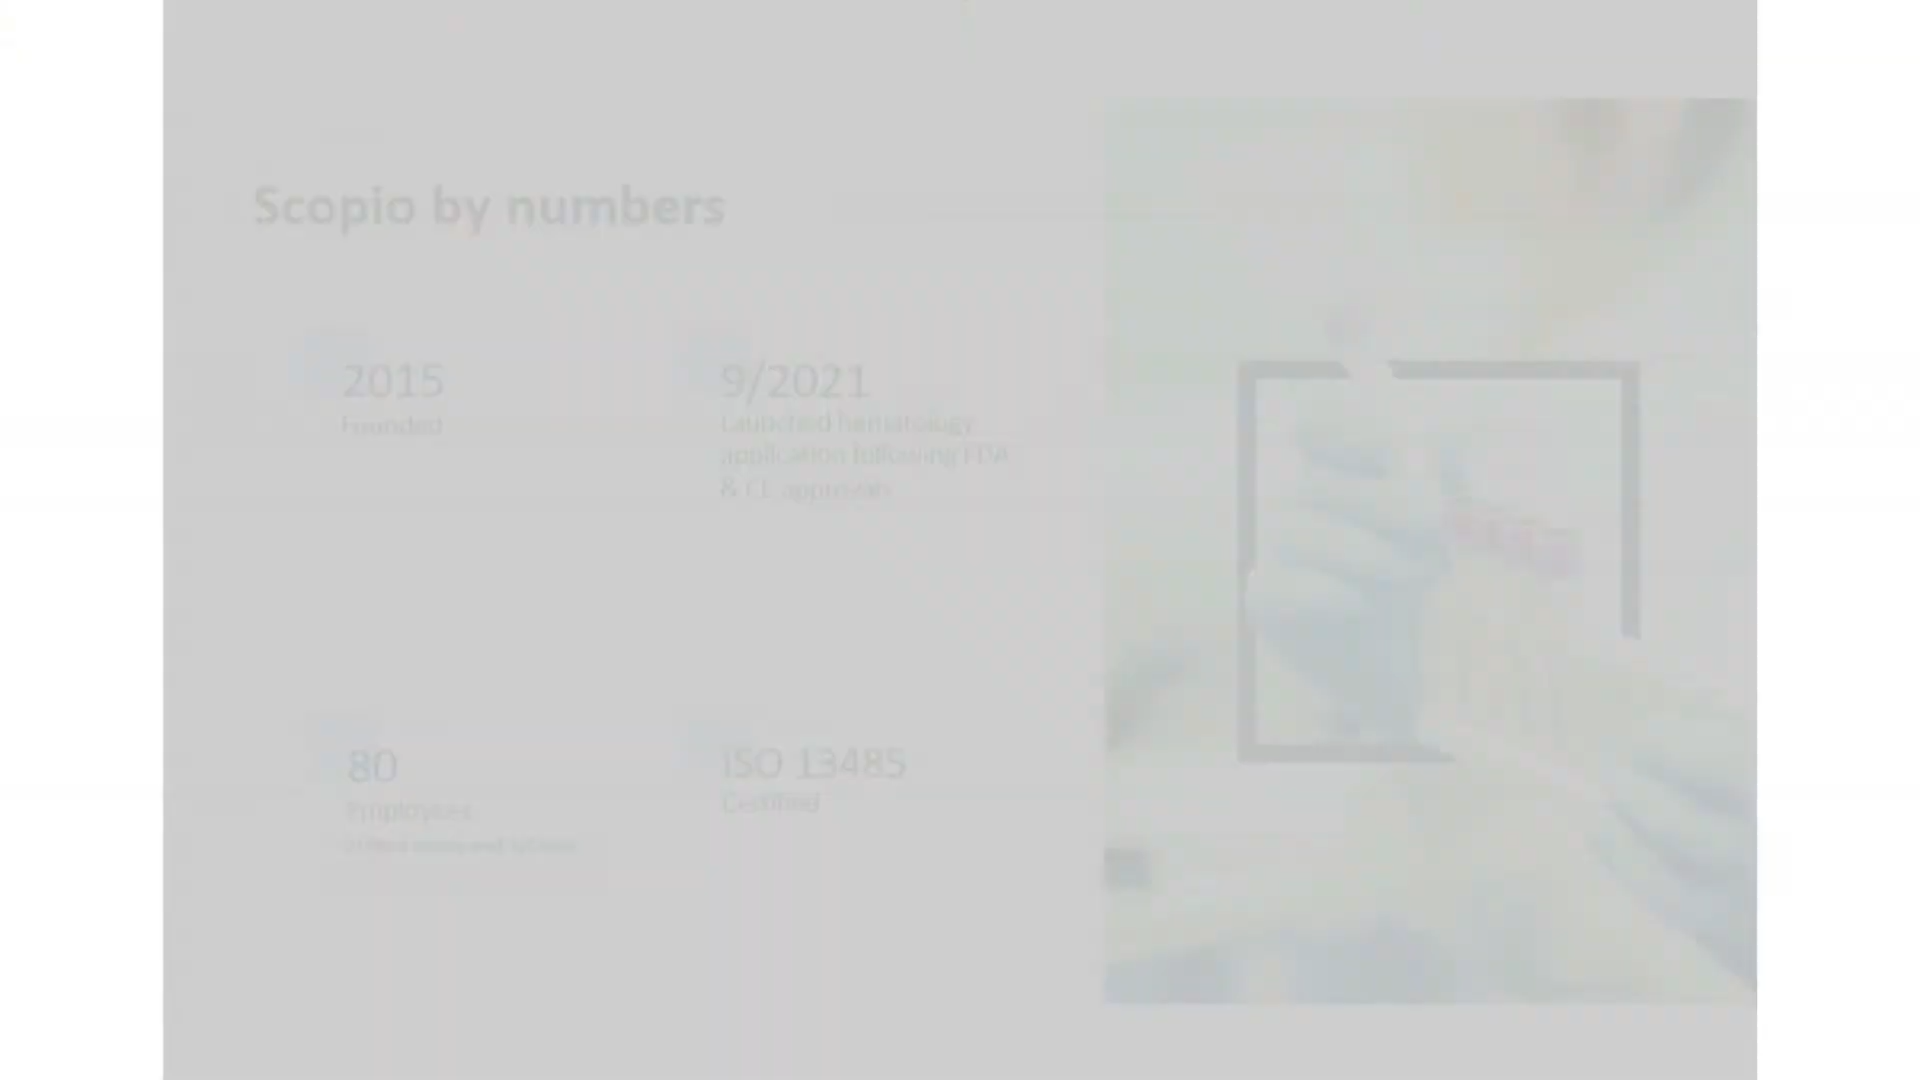 Scopio by numbers
2015
Founded
9/2021
Launched hematology
application following FDA
& CE approvals
80
Employees
ISO 13485
Certified